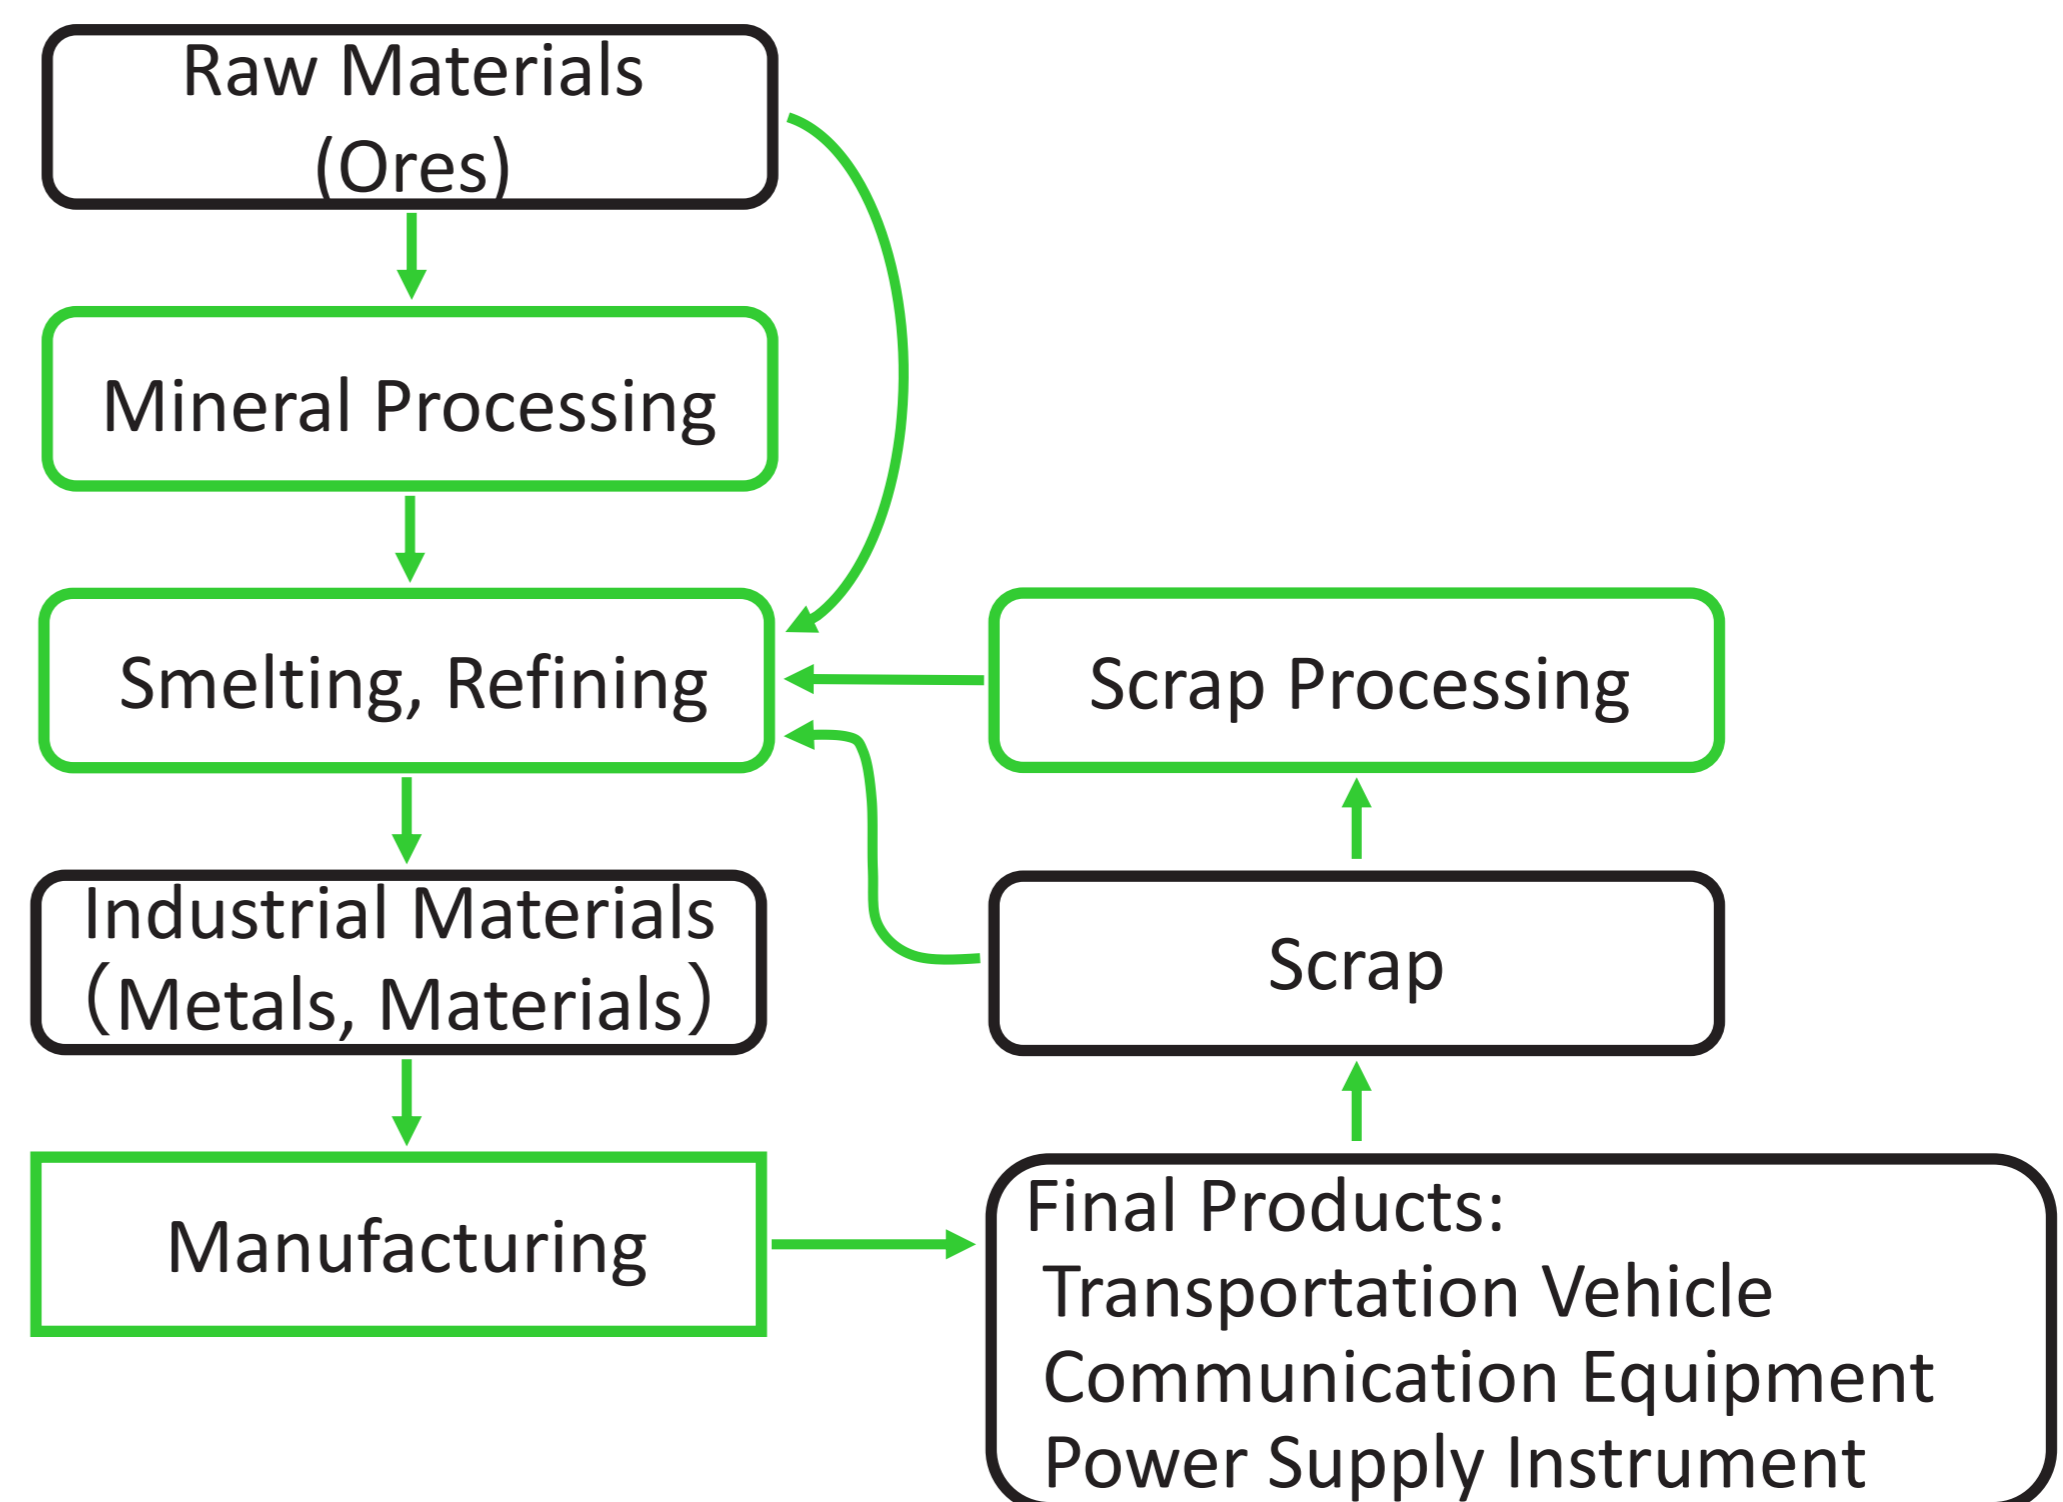 Raw Materials
(Ores)
Mineral Processing
Smelting, Refining
Scrap Processing
Industrial Materials
（Metals, Materials）
Scrap
Manufacturing
Final Products:
Transportation Vehicle
Communication Equipment
Power Supply Instrument